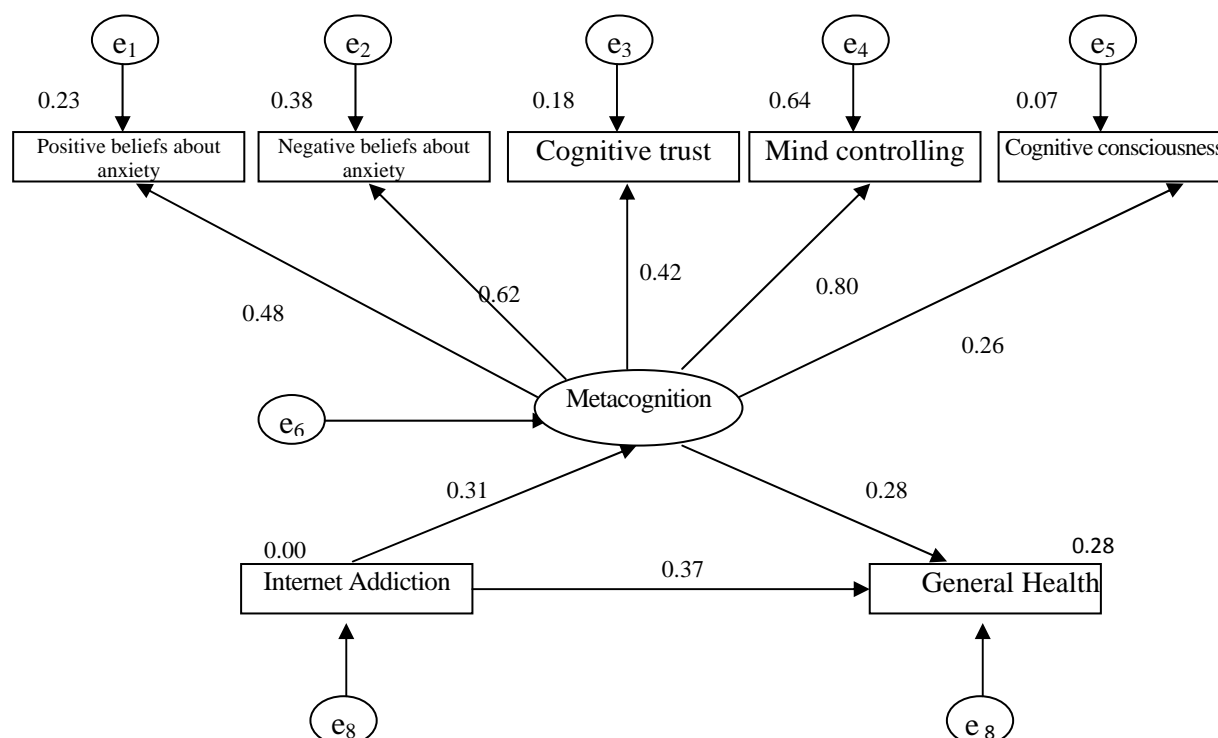 e1 e2 e3 e4 e5
0.23 0.38 0.18 0.64 0.07
Positive beliefs about
anxiety
Negative beliefs about
anxiety
Cognitive trust
Mind controlling
Cognitive consciousness
0.48 0.62 0.42 0.80 0.26
Metacognition
e6
0.31 0.28
0.00 0.37 0.28
Internet Addiction
General Health
e8 e8